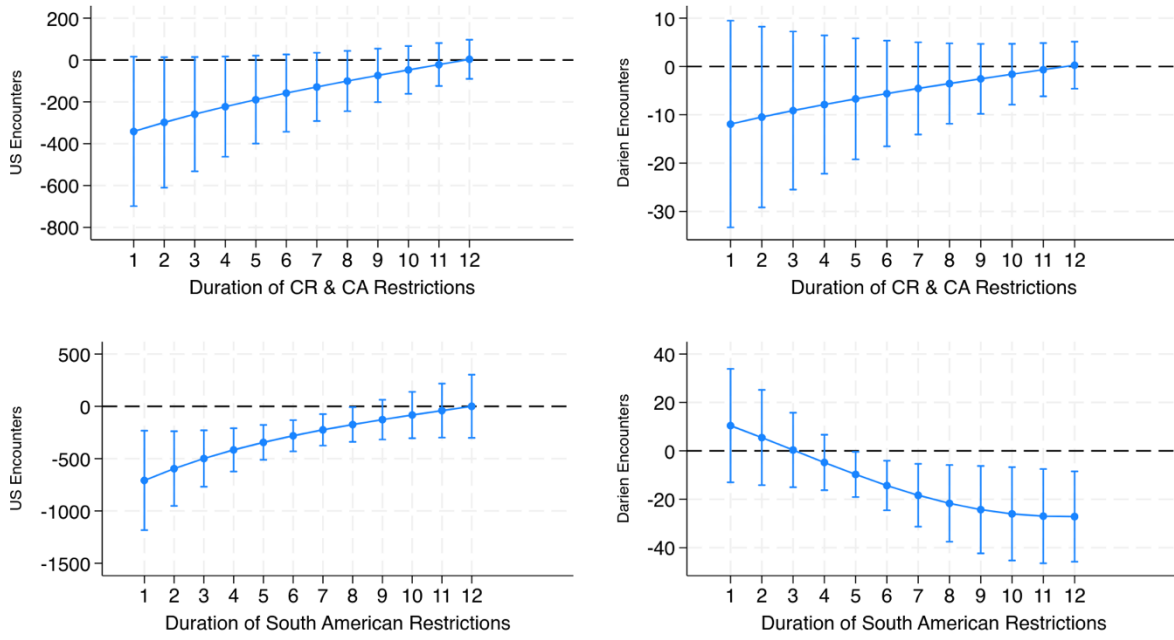 200
0
-200
-400
-600
-800
US Encounters
1 2 3 4 5 6 7 8 9 10 11 12
Duration of CR & CA Restrictions
10
0
-10
-20
-30
Darien Encounters
1 2 3 4 5 6 7 8 9 10 11 12
Duration of CR & CA Restrictions
500
0
-500
-1000
-1500
US Encounters
1 2 3 4 5 6 7 8 9 10 11 12
Duration of South American Restrictions
40
20
0
-20
-40
Darien Encounters
1 2 3 4 5 6 7 8 9 10 11 12
Duration of South American Restrictions